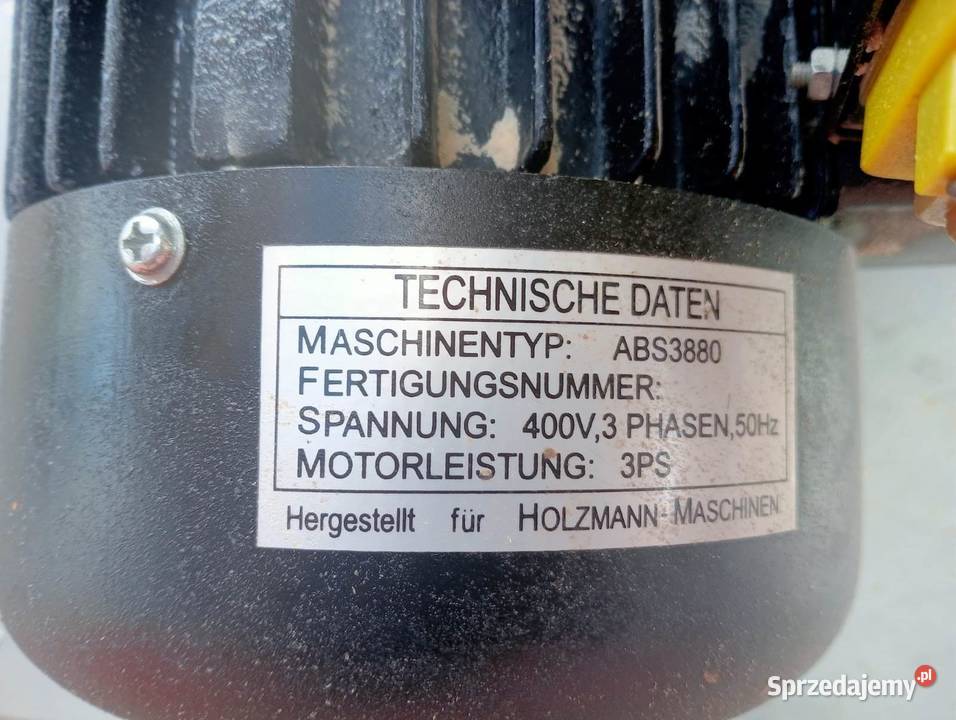 TECHNISCHE DATEN
MASCHINENTYP: ABS3880
FERTIGUNGSNUMMER:
SPANNUNG: 400V,3 PHASEN,50Hz
MOTORLEISTUNG: 3PS
Hergestellt für HOLZMANN-MASCHINEN
Sprzedajemy.pl